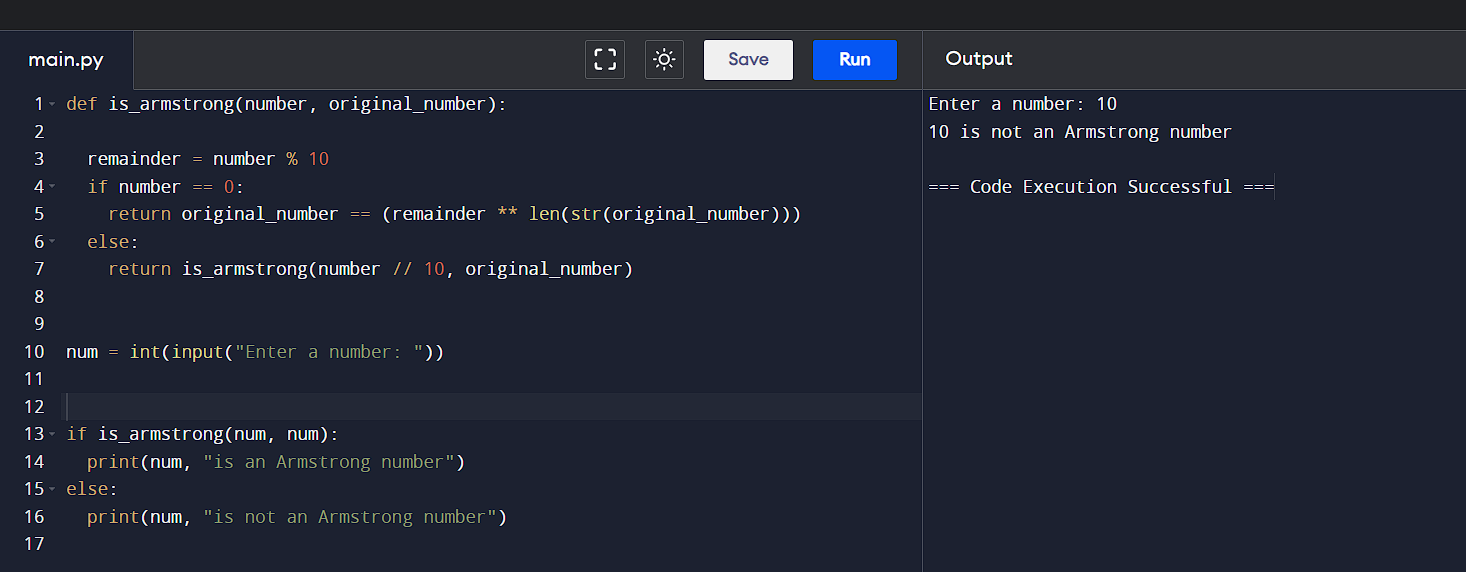 main.py
Save
Run
Output
1 def is_armstrong(number, original_number):
2
3   remainder = number % 10
4   if number == 0:
5     return original_number == (remainder ** len(str(original_number)))
6   else:
7     return is_armstrong(number // 10, original_number)
8
9
10 num = int(input("Enter a number: "))
11
12
13 if is_armstrong(num, num):
14   print(num, "is an Armstrong number")
15 else:
16   print(num, "is not an Armstrong number")
17
Enter a number: 10
10 is not an Armstrong number
=== Code Execution Successful ===